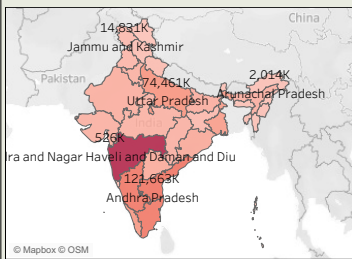 China
14,831K
Jammu and Kashmir
Pakistan
74,461K
2,014K
Uttar Pradesh
Arunachal Pradesh
India
526K
ra and Nagar Haveli and Daman and Diu
121,663K
Andhra Pradesh
© Mapbox © OSM